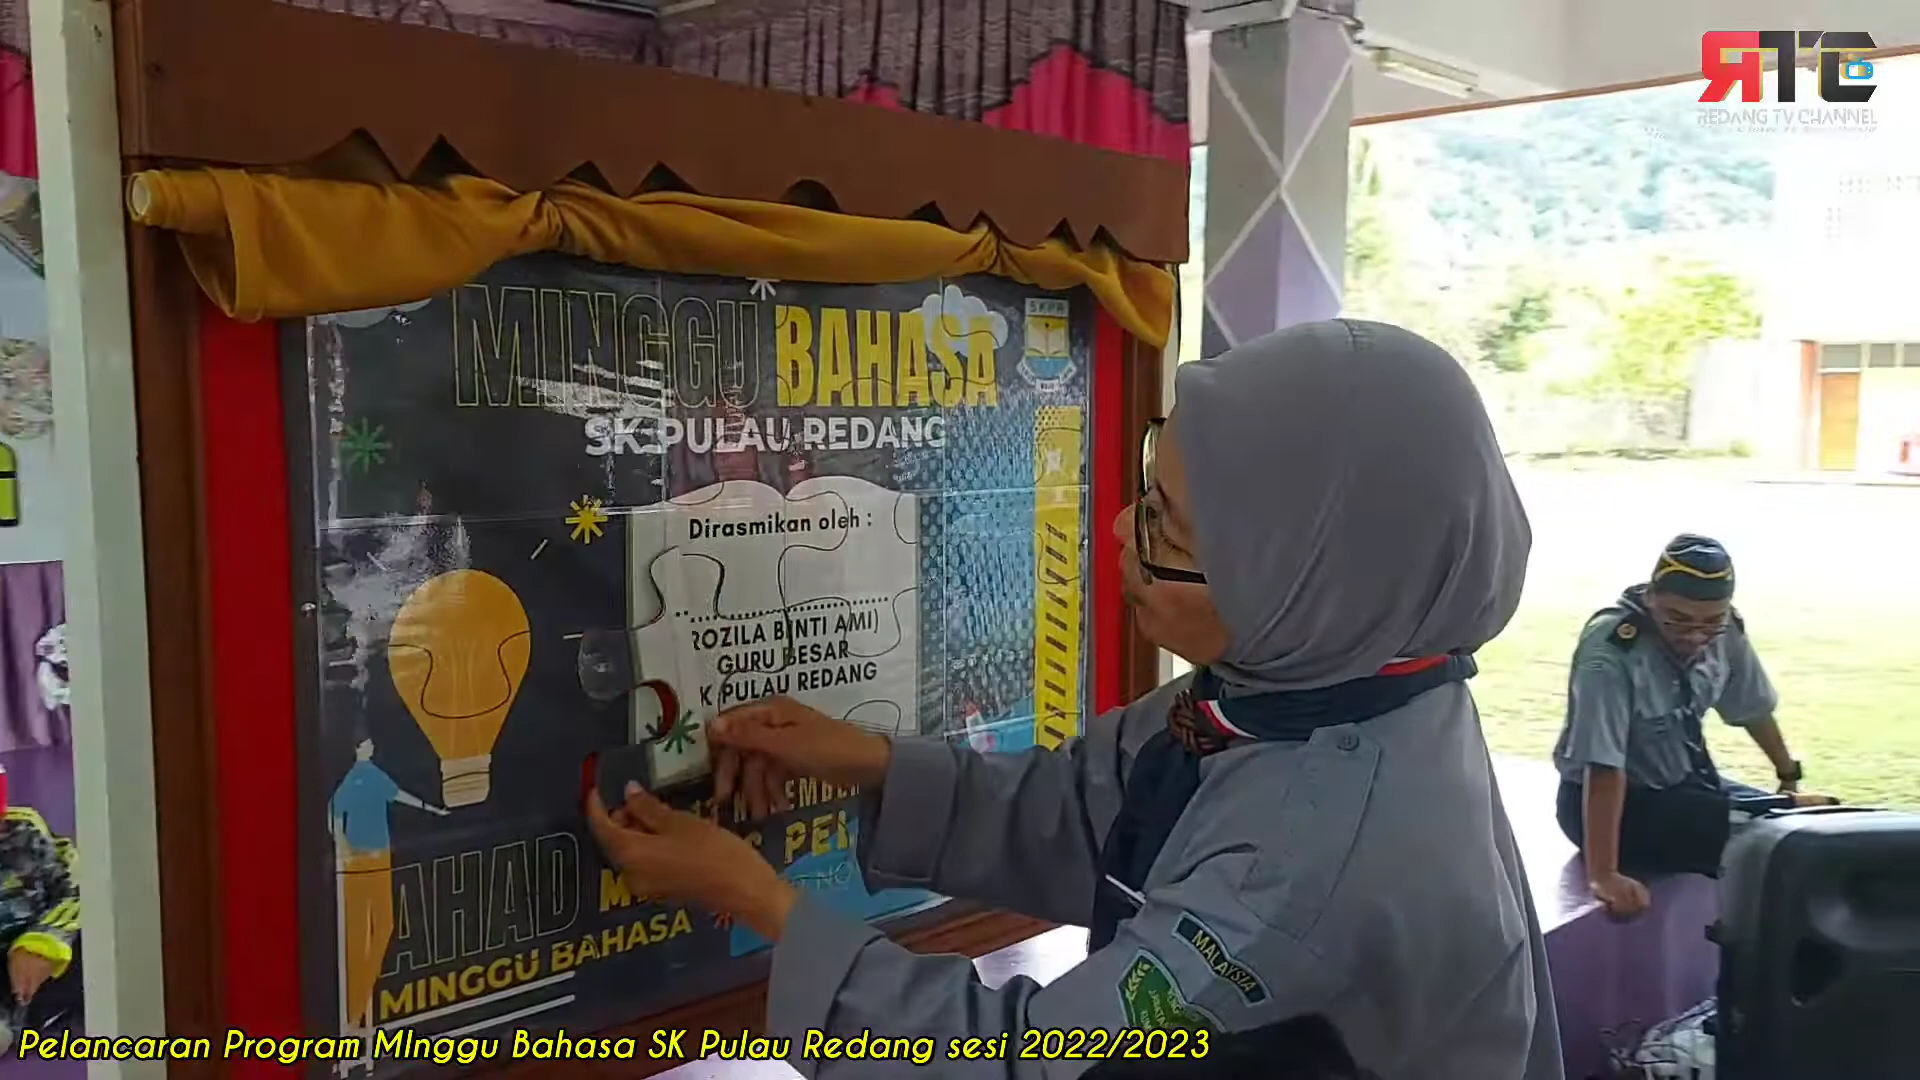 RTC
REDANG TV CHANNEL
MINGGU BAHASA
SKPR
SK PULAU REDANG
Dirasmikan oleh :
ROZILA BINTI AMI)
GURU BESAR
K PULAU REDANG
AHAD
MINGGU BAHASA
MALAYSIA
Pelancaran Program MInggu Bahasa SK Pulau Redang sesi 2022/2023